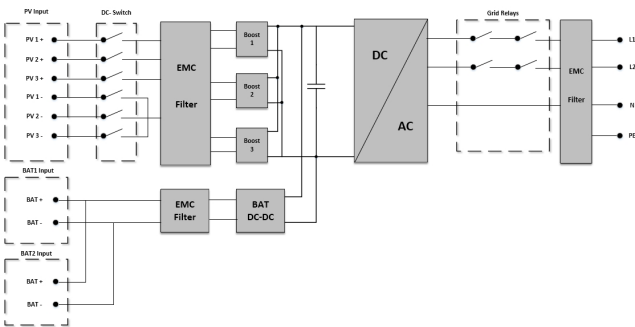 PV Input
DC- Switch
Grid Relays
PV 1 +
PV 2 +
PV 3 +
PV 1 -
PV 2 -
PV 3 -
EMC
Filter
Boost
1
Boost
2
Boost
3
DC
AC
EMC
Filter
L1
L2
N
PE
BAT1 Input
BAT +
BAT -
EMC
Filter
BAT
DC-DC
BAT2 Input
BAT +
BAT -